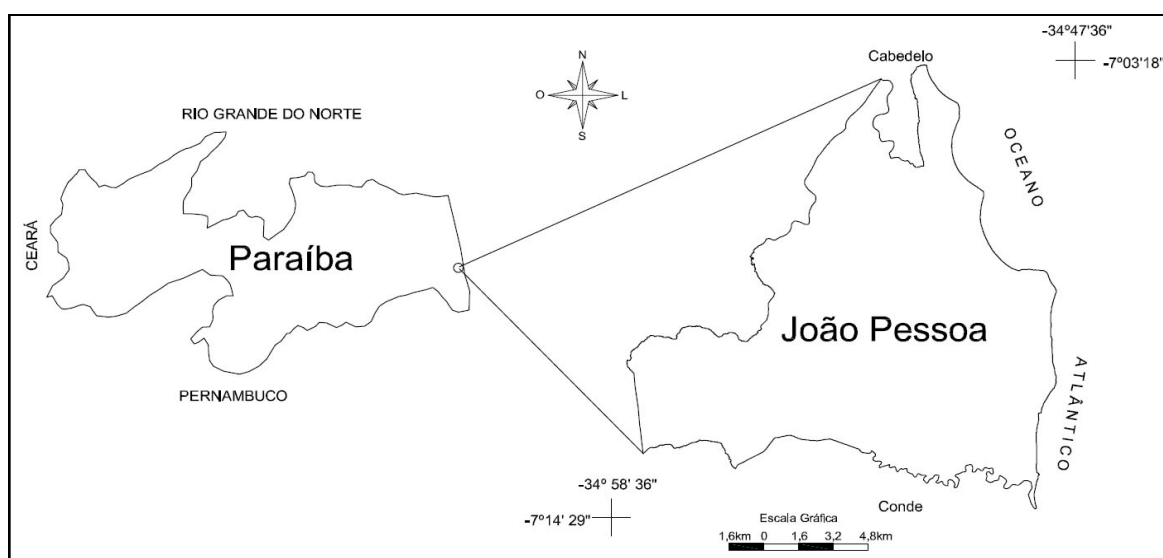 -34º47'36"
-7º03'18"
Cabedelo
N
O
L
S
RIO GRANDE DO NORTE
OCEANO
CEARÁ
Paraíba
João Pessoa
ATLÂNTICO
PERNAMBUCO
-34º 58' 36"
-7º14' 29"
Conde
Escala Gráfica
1,6km 0 1,6 3,2 4,8km